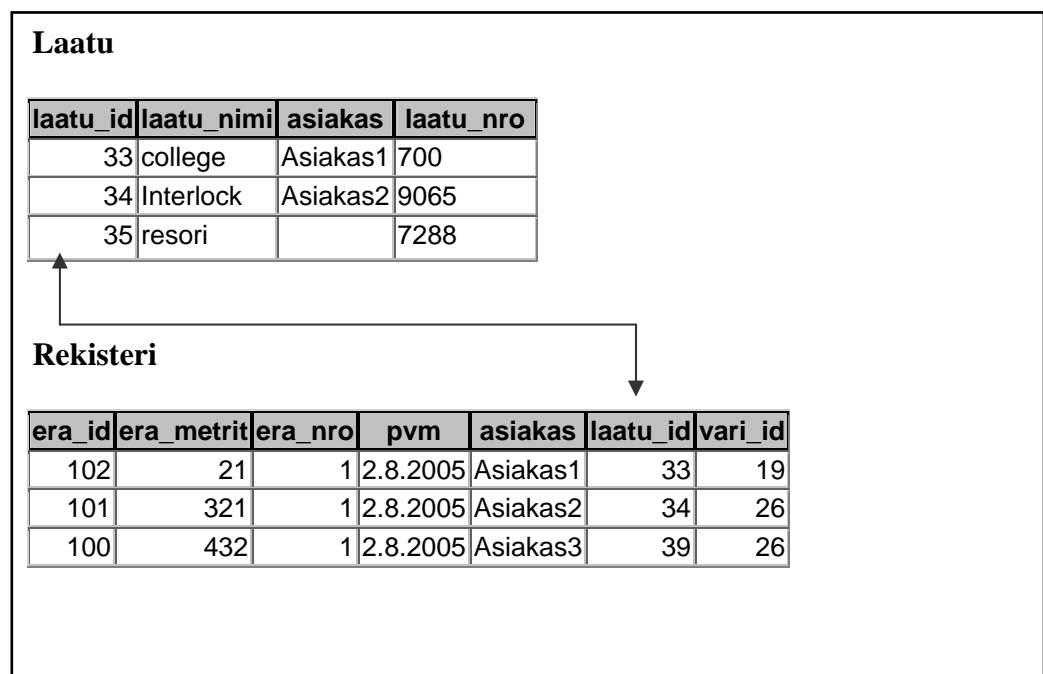 Laatu
laatu_id laatu_nimi asiakas laatu_nro
33 college Asiakas1 700
34 Interlock Asiakas2 9065
35 resori 7288
Rekisteri
era_id era_metrit era_nro pvm asiakas laatu_id vari_id
102 21 1 2.8.2005 Asiakas1 33 19
101 321 1 2.8.2005 Asiakas2 34 26
100 432 1 2.8.2005 Asiakas3 39 26